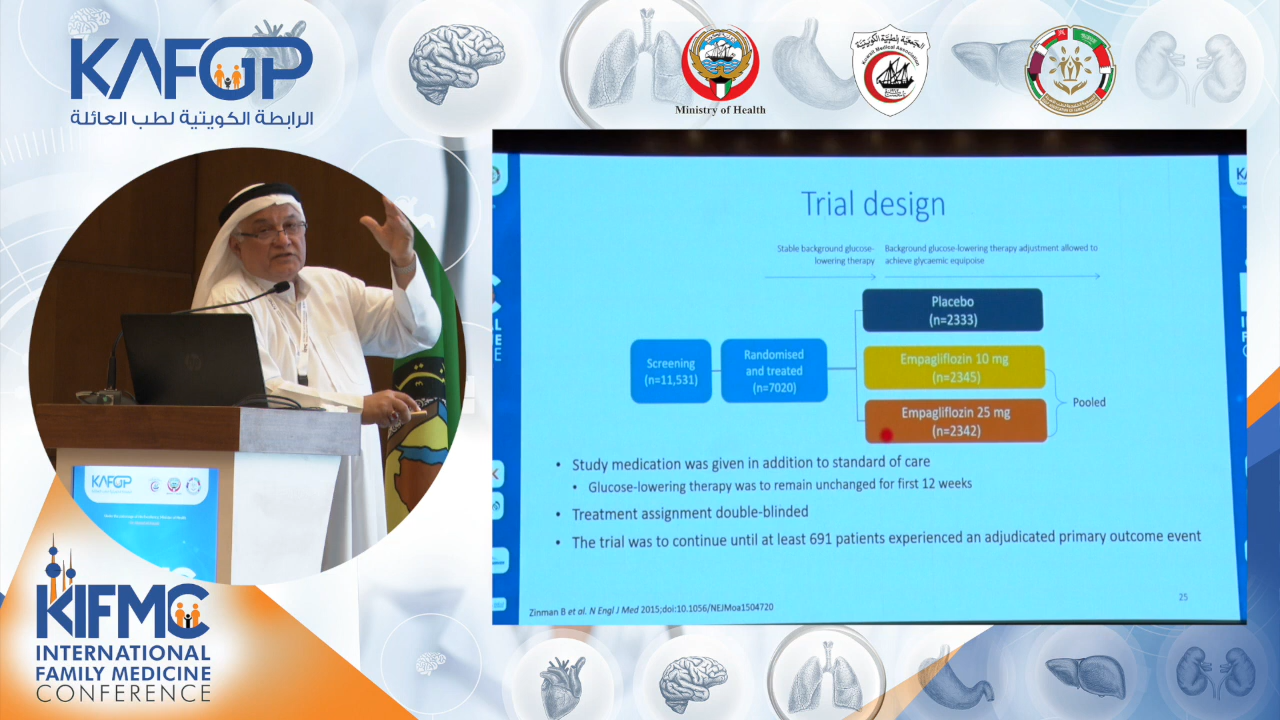 KAFGP
الرابطة الكويتية لطب العائلة
Ministry of Health
Kuwait Medical Association
Trial design
Stable background glucose-
lowering therapy
Background glucose-lowering therapy adjustment allowed to
achieve glycaemic equipoise
Placebo
(n=2333)
Screening
(n=11,531)
Randomised
and treated
(n=7020)
Empagliflozin 10 mg
(n=2345)
Pooled
Empagliflozin 25 mg
(n=2342)
• Study medication was given in addition to standard of care
• Glucose-lowering therapy was to remain unchanged for first 12 weeks
• Treatment assignment double-blinded
• The trial was to continue until at least 691 patients experienced an adjudicated primary outcome event
Zinman B et al. N Engl J Med 2015;doi:10.1056/NEJMoa1504720
25
KAFGP
KIFMC
INTERNATIONAL
FAMILY MEDICINE
CONFERENCE